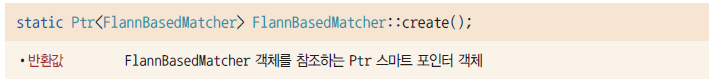 static Ptr<FlannBasedMatcher> FlannBasedMatcher::create();
• 반환값 FlannBasedMatcher 객체를 참조하는 Ptr 스마트 포인터 객체